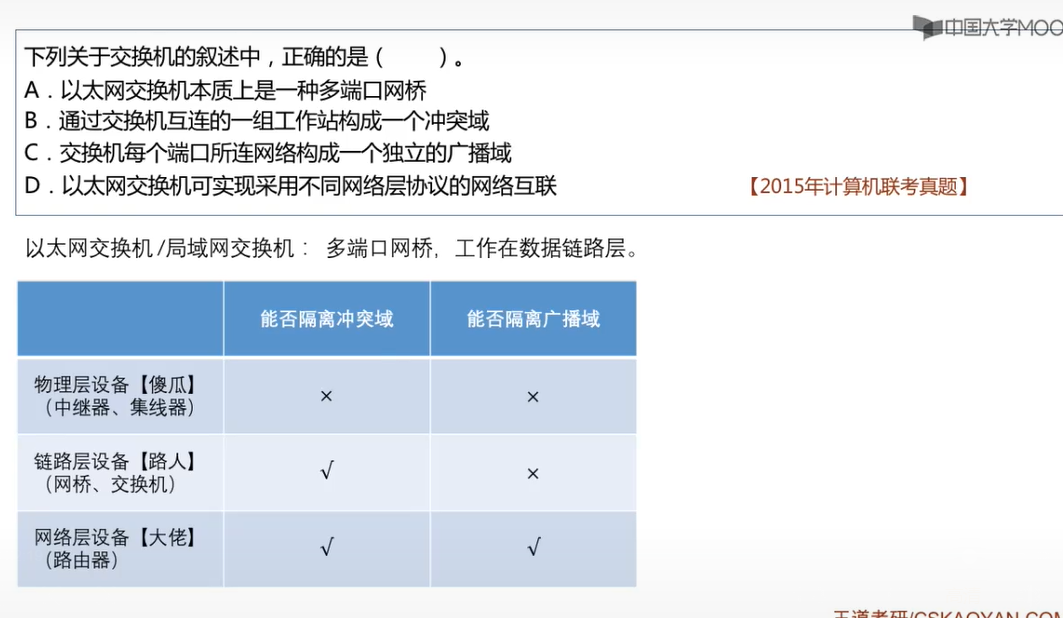 中国大学MOO
下列关于交换机的叙述中，正确的是（　　）。
A．以太网交换机本质上是一种多端口网桥
B．通过交换机互连的一组工作站构成一个冲突域
C．交换机每个端口所连网络构成一个独立的广播域
D．以太网交换机可实现采用不同网络层协议的网络互联 【2015年计算机联考真题】
以太网交换机/局域网交换机： 多端口网桥，工作在数据链路层。
能否隔离冲突域 能否隔离广播域
物理层设备【傻瓜】
（中继器、集线器） × ×
链路层设备【路人】
（网桥、交换机） √ ×
网络层设备【大佬】
（路由器） √ √
王道考研/CSKAOYAN.COM